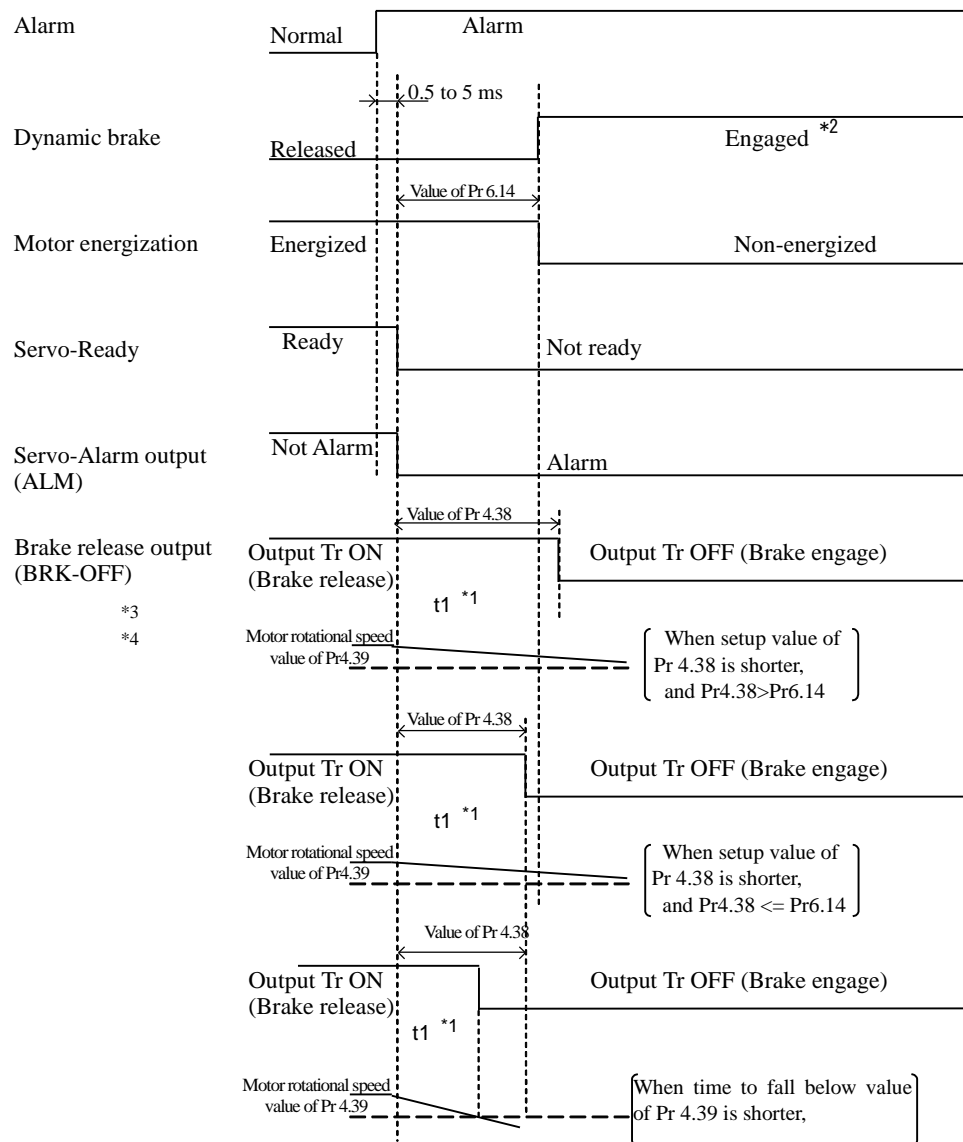 Alarm
Normal
Alarm
0.5 to 5 ms
Dynamic brake
Released
Engaged *2
Value of Pr 6.14
Motor energization
Energized
Non-energized
Servo-Ready
Ready
Not ready
Servo-Alarm output
(ALM)
Not Alarm
Alarm
Value of Pr 4.38
Brake release output
(BRK-OFF)
*3
*4
Output Tr ON
(Brake release)
Output Tr OFF (Brake engage)
t1 *1
Motor rotational speed
value of Pr4.39
When setup value of
Pr 4.38 is shorter,
and Pr4.38>Pr6.14
Value of Pr 4.38
Output Tr ON
(Brake release)
Output Tr OFF (Brake engage)
t1 *1
Motor rotational speed
value of Pr4.39
When setup value of
Pr 4.38 is shorter,
and Pr4.38 <= Pr6.14
Value of Pr 4.38
Output Tr ON
(Brake release)
Output Tr OFF (Brake engage)
t1 *1
Motor rotational speed
value of Pr 4.39
When time to fall below value
of Pr 4.39 is shorter,